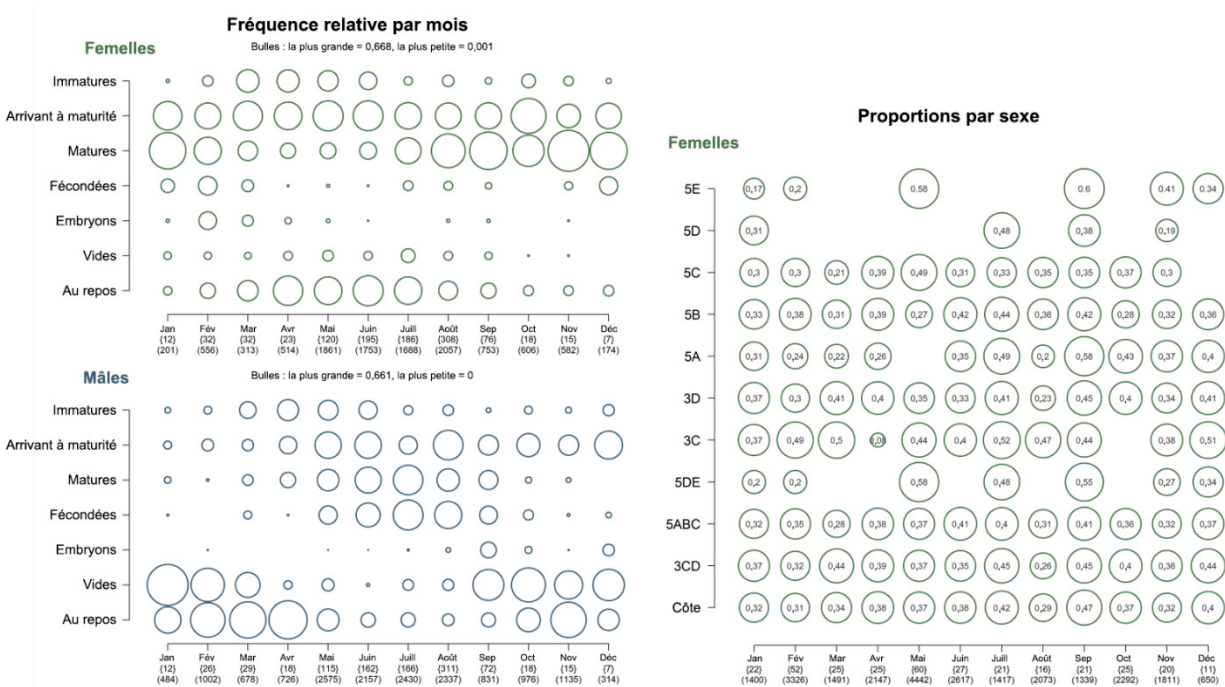 Fréquence relative par mois
Femelles
Bulles : la plus grande = 0,668, la plus petite = 0,001
Immatures
Arrivant à maturité
Matures
Fécondées
Embryons
Vides
Au repos
Jan Fév Mar Avr Mai Juin Juill Août Sep Oct Nov Déc
{12} {32} {32} {23} {120} {195} {186} {308} {76} {18} {15} {7}
(201) (556) (313) (514) (1861) (1753) (1688) (2057) (753) (606) (582) (174)
Mâles
Bulles : la plus grande = 0,661, la plus petite = 0
Immatures
Arrivant à maturité
Matures
Fécondées
Embryons
Vides
Au repos
Jan Fév Mar Avr Mai Juin Juill Août Sep Oct Nov Déc
{12} {26} {29} {18} {115} {162} {166} {311} {72} {18} {15} {7}
(484) (1002) (678) (726) (2575) (2157) (2430) (2337) (831) (976) (1135) (314)
Proportions par sexe
Femelles
5E 0,17 0,2 0.58 0.6 0.41 0.34
5D 0,31 0,48 0,38 0,19
5C 0,3 0,3 0,21 0,39 0,49 0,31 0,33 0,35 0,35 0,37 0,3
5B 0,33 0,38 0,31 0,39 0,27 0,42 0,44 0,36 0,42 0,28 0,32 0,36
5A 0,31 0,24 0,22 0,26 0,35 0,49 0,2 0,58 0,43 0,37 0,4
3D 0,37 0,3 0,41 0,4 0,35 0,33 0,41 0,23 0,45 0,4 0,34 0,41
3C 0,37 0,49 0,5 0,08 0,44 0,4 0,52 0,47 0,44 0,38 0,51
5DE 0,2 0,2 0,58 0,48 0,55 0,27 0,34
5ABC 0,32 0,35 0,28 0,38 0,37 0,41 0,4 0,31 0,41 0,36 0,32 0,37
3CD 0,37 0,32 0,44 0,39 0,37 0,35 0,45 0,26 0,45 0,4 0,36 0,44
Côte 0,32 0,31 0,34 0,38 0,37 0,38 0,42 0,29 0,47 0,37 0,32 0,4
Jan Fév Mar Avr Mai Juin Juill Août Sep Oct Nov Déc
{22} {52} {25} {25} {60} {27} {21} {16} {21} {25} {20} {11}
(1400) (3326) (1491) (2147) (4442) (2617) (1417) (2073) (1339) (2292) (1811) (650)